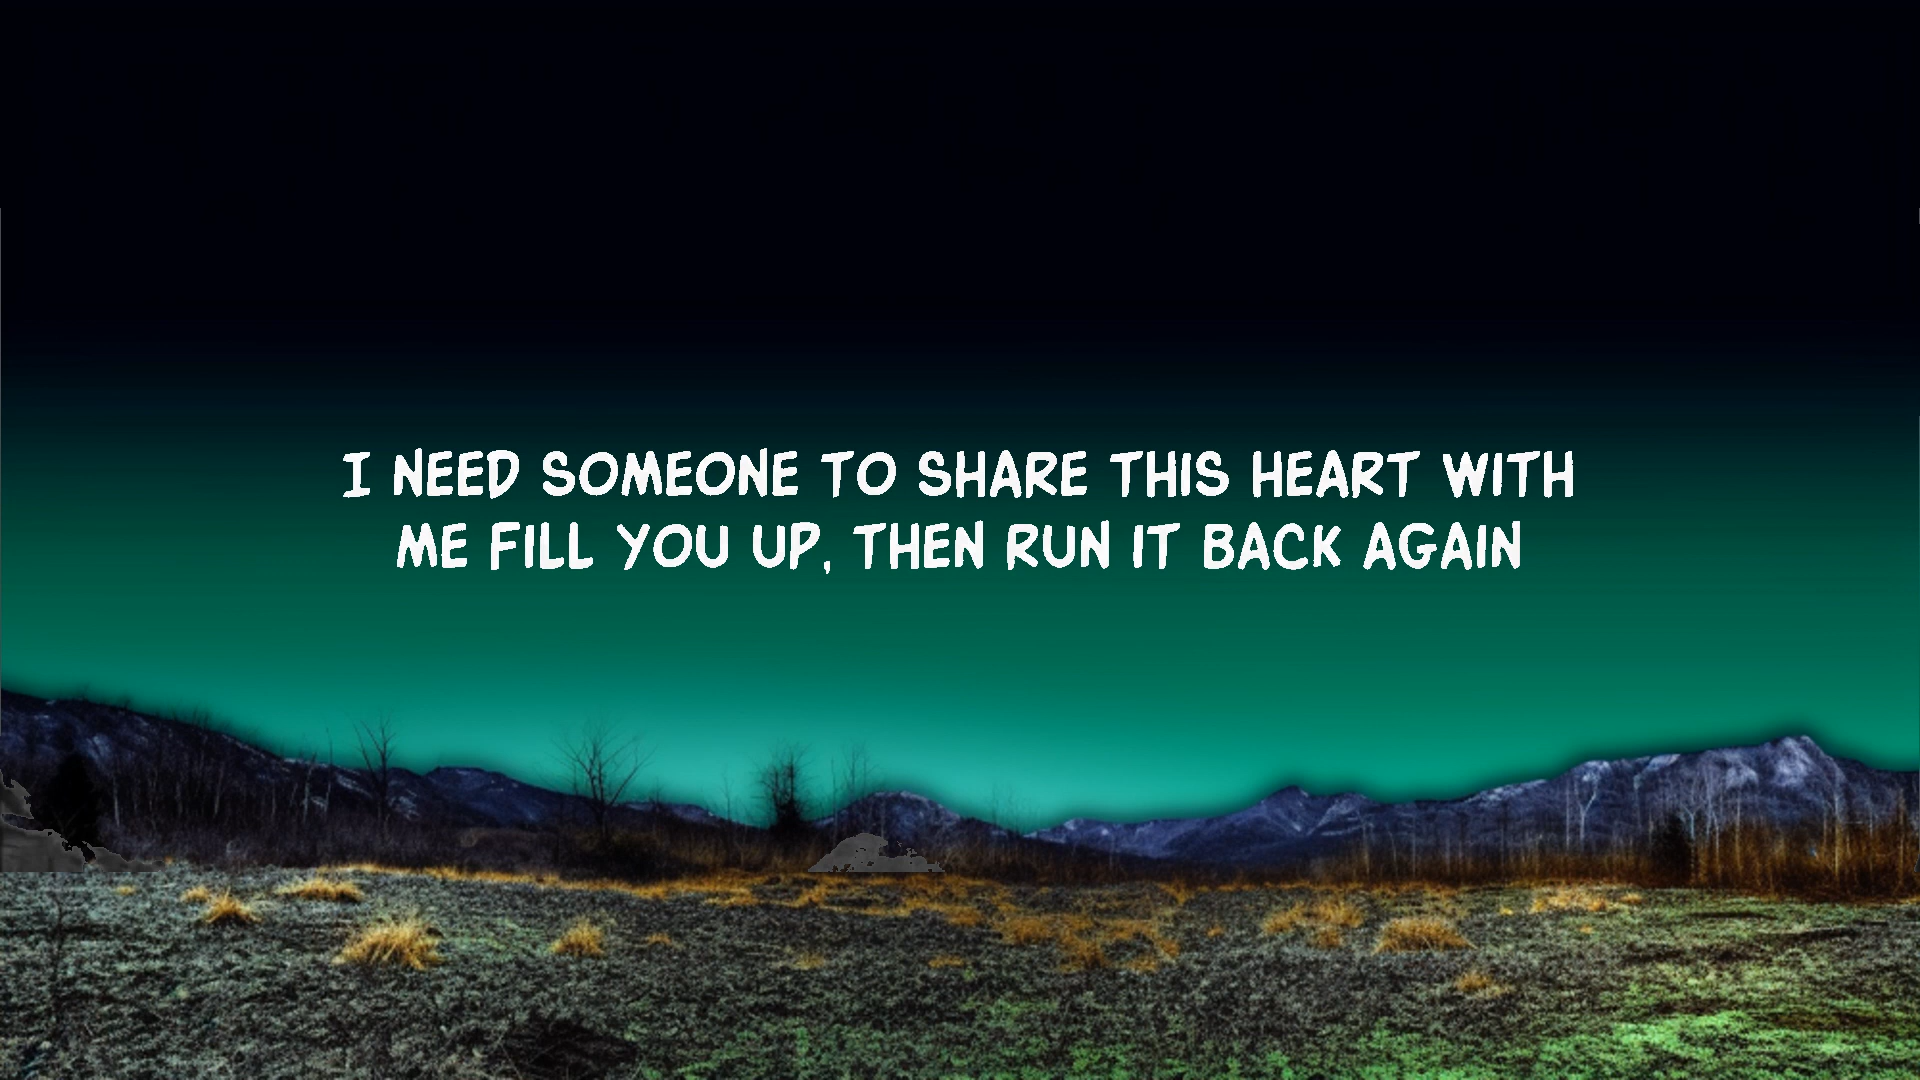 I NEED SOMEONE TO SHARE THIS HEART WITH
ME FILL YOU UP, THEN RUN IT BACK AGAIN